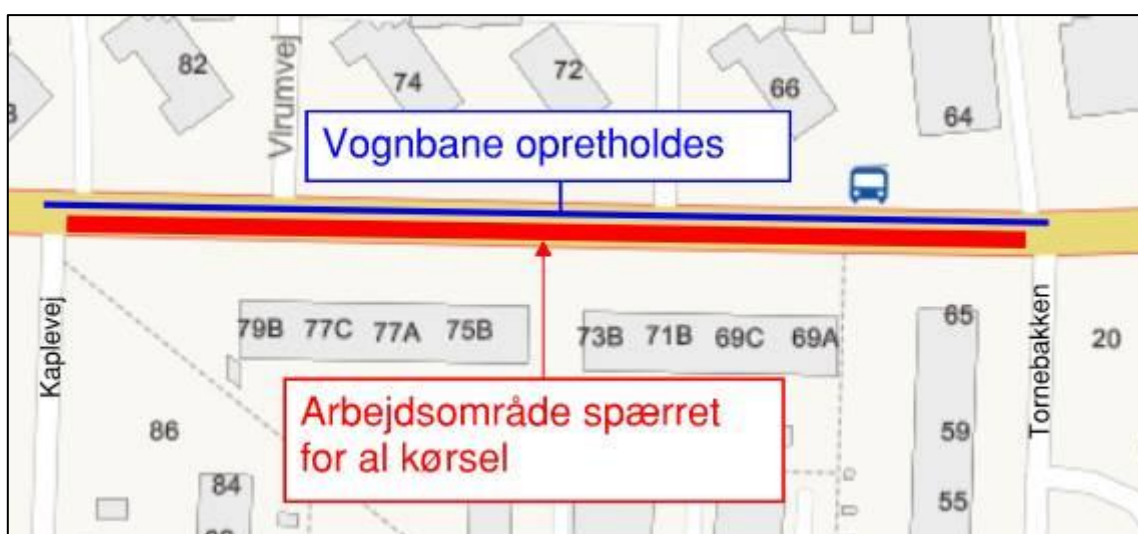 82
74
72
66
64
Virumvej
Vognbane opretholdes
Kaplevej
79B 77C 77A 75B
73B 71B 69C 69A
65
20
Tornebakken
Arbejdsområde spærret
for al kørsel
86
84
59
55